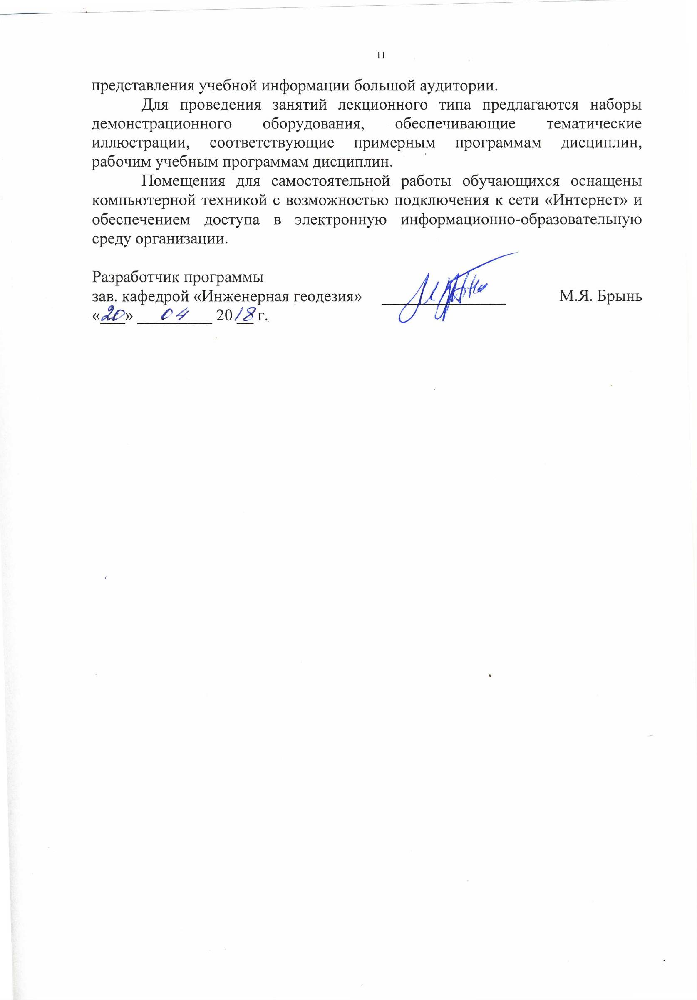 11
представления учебной информации большой аудитории.
Для проведения занятий лекционного типа предлагаются наборы
демонстрационного оборудования, обеспечивающие тематические
иллюстрации, соответствующие примерным программам дисциплин,
рабочим учебным программам дисциплин.
Помещения для самостоятельной работы обучающихся оснащены
компьютерной техникой с возможностью подключения к сети «Интернет» и
обеспечением доступа в электронную информационно-образовательную
среду организации.
Разработчик программы
зав. кафедрой «Инженерная геодезия» М.Я. Брынь
«20» 04 2018 г.